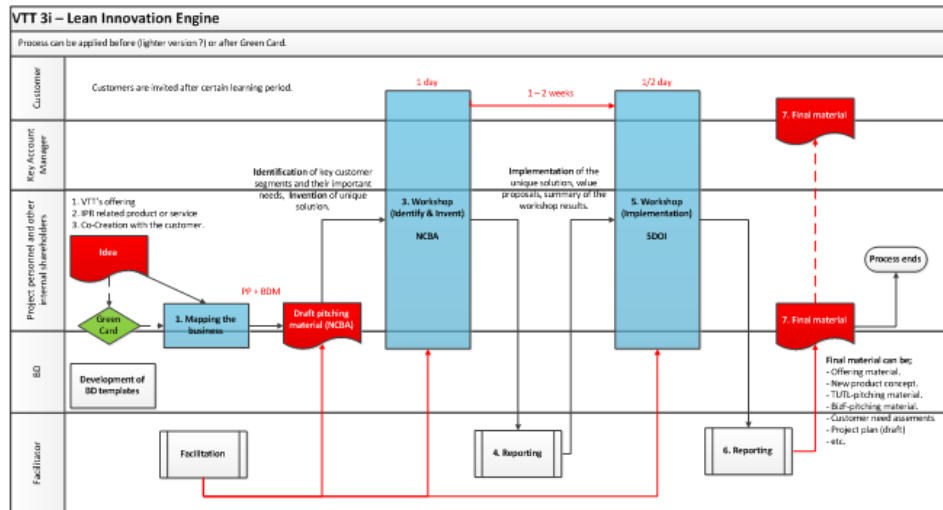 VTT 3i – Lean Innovation Engine
Process can be applied before (lighter version ?) or after Green Card.
Customer
Customers are invited after certain learning period.
1 day
1 – 2 weeks
1/2 day
7. Final material
Key Account
Manager
Identification of key customer
segments and their important
needs, Invention of unique
solution.
Implementation of the
unique solution, value
proposals, summary of the
workshop results.
Project personnel and other
internal shareholders
1. VTT's offering
2. IPR related product or service
3. Co-Creation with the customer.
Idea
Green
Card
1. Mapping the
business
PP + BDM
Draft pitching
material (NCBA)
3. Workshop
(Identify & Invent)
NCBA
5. Workshop
(Implementation)
SDOI
Process ends
7. Final material
BD
Development of
BD templates
Final material can be;
- Offering material.
- New product concept.
- TUTL-pitching material.
- BizF-pitching material.
- Customer need assements.
- Project plan (draft)
- etc.
Facilitator
Facilitation
4. Reporting
6. Reporting